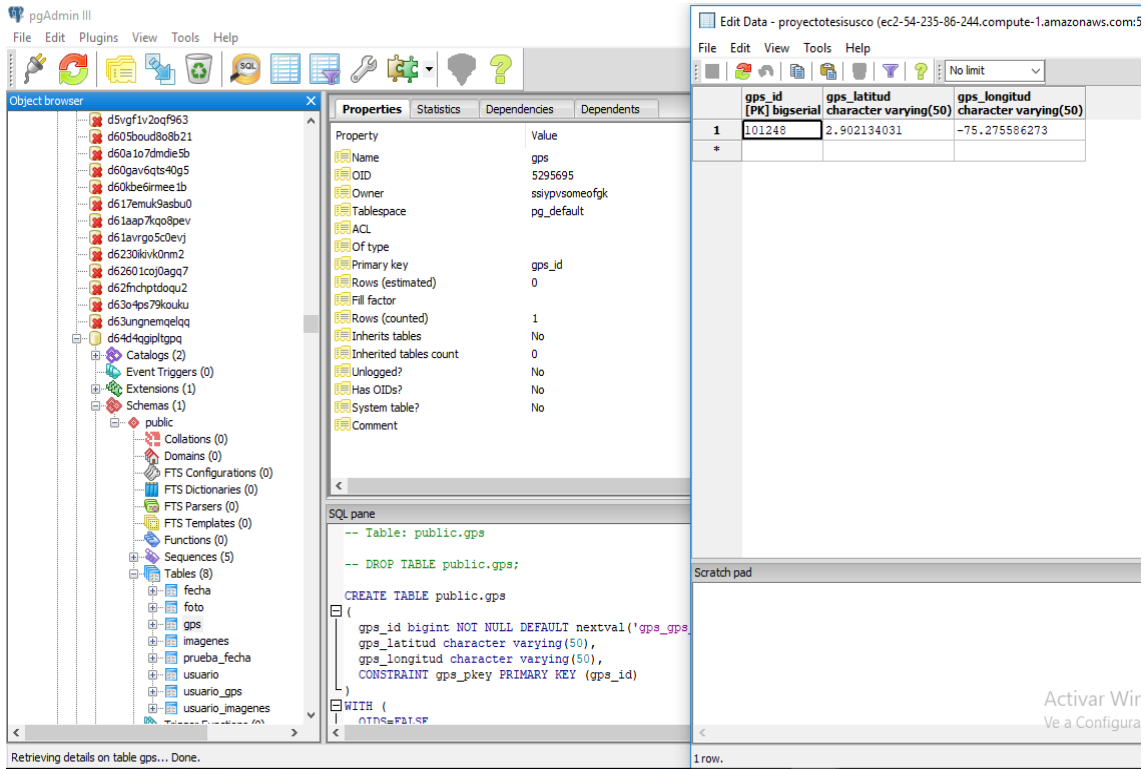 pgAdmin III
File Edit Plugins View Tools Help
SQL
Object browser
d5vgf1v2oqf963
d605boud8o8b21
d60a1o7dmdie5b
d60gav6qts40g5
d60kbe6irmee1b
d617emuk9asbu0
d61aap7kqo8pev
d61avrgo5c0evj
d6230ikivk0nm2
d62601coj0agq7
d62fnchptdoqu2
d63o4ps79kouku
d63ungnemqelqq
d64d4qgipltgpq
Catalogs (2)
Event Triggers (0)
Extensions (1)
Schemas (1)
public
Collations (0)
Domains (0)
FTS Configurations (0)
FTS Dictionaries (0)
FTS Parsers (0)
FTS Templates (0)
Functions (0)
Sequences (5)
Tables (8)
fecha
foto
gps
imagenes
prueba_fecha
usuario
usuario_gps
usuario_imagenes
Trigger Functions (0)
Properties Statistics Dependencies Dependents
Property Value
Name gps
OID 5295695
Owner ssiypvsomeofgk
Tablespace pg_default
ACL
Of type
Primary key gps_id
Rows (estimated) 0
Fill factor
Rows (counted) 1
Inherits tables No
Inherited tables count 0
Unlogged? No
Has OIDs? No
System table? No
Comment
SQL pane
-- Table: public.gps
-- DROP TABLE public.gps;
CREATE TABLE public.gps
(
gps_id bigint NOT NULL DEFAULT nextval('gps_gps_
gps_latitud character varying(50),
gps_longitud character varying(50),
CONSTRAINT gps_pkey PRIMARY KEY (gps_id)
)
WITH (
OIDS=FALSE
Retrieving details on table gps... Done.
Edit Data - proyectotesisusco (ec2-54-235-86-244.compute-1.amazonaws.com:5
File Edit View Tools Help
No limit
gps_id gps_latitud gps_longitud
[PK] bigserial character varying(50) character varying(50)
1 101248 2.902134031 -75.275586273
*
Scratch pad
Activar Win
Ve a Configura
1 row.